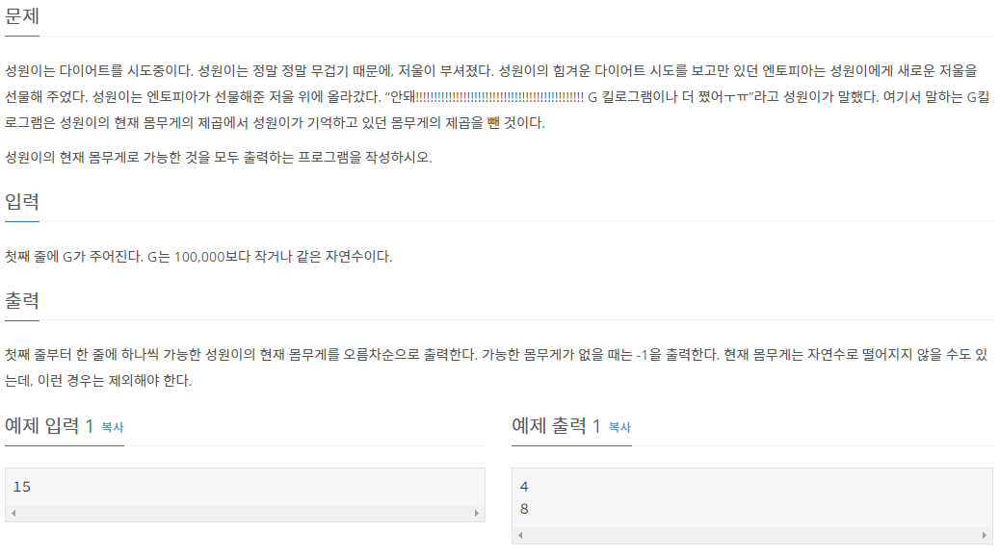 문제
성원이는 다이어트를 시도중이다. 성원이는 정말 정말 무겁기 때문에, 저울이 부셔졌다. 성원이의 힘겨운 다이어트 시도를 보고만 있던 엔토피아는 성원이에게 새로운 저울을
선물해 주었다. 성원이는 엔토피아가 선물해준 저울 위에 올라갔다. “안돼!!!!!!!!!!!!!!!!!!!!!!!!!!!!!!!!!!!!!!!!!!!!!!! G 킬로그램이나 더 쪘어ㅜㅠ”라고 성원이가 말했다. 여기서 말하는 G킬
로그램은 성원이의 현재 몸무게의 제곱에서 성원이가 기억하고 있던 몸무게의 제곱을 뺀 것이다.
성원이의 현재 몸무게로 가능한 것을 모두 출력하는 프로그램을 작성하시오.
입력
첫째 줄에 G가 주어진다. G는 100,000보다 작거나 같은 자연수이다.
출력
첫째 줄부터 한 줄에 하나씩 가능한 성원이의 현재 몸무게를 오름차순으로 출력한다. 가능한 몸무게가 없을 때는 -1을 출력한다. 현재 몸무게는 자연수로 떨어지지 않을 수도 있
는데, 이런 경우는 제외해야 한다.
예제 입력 1 복사
15
예제 출력 1 복사
4
8